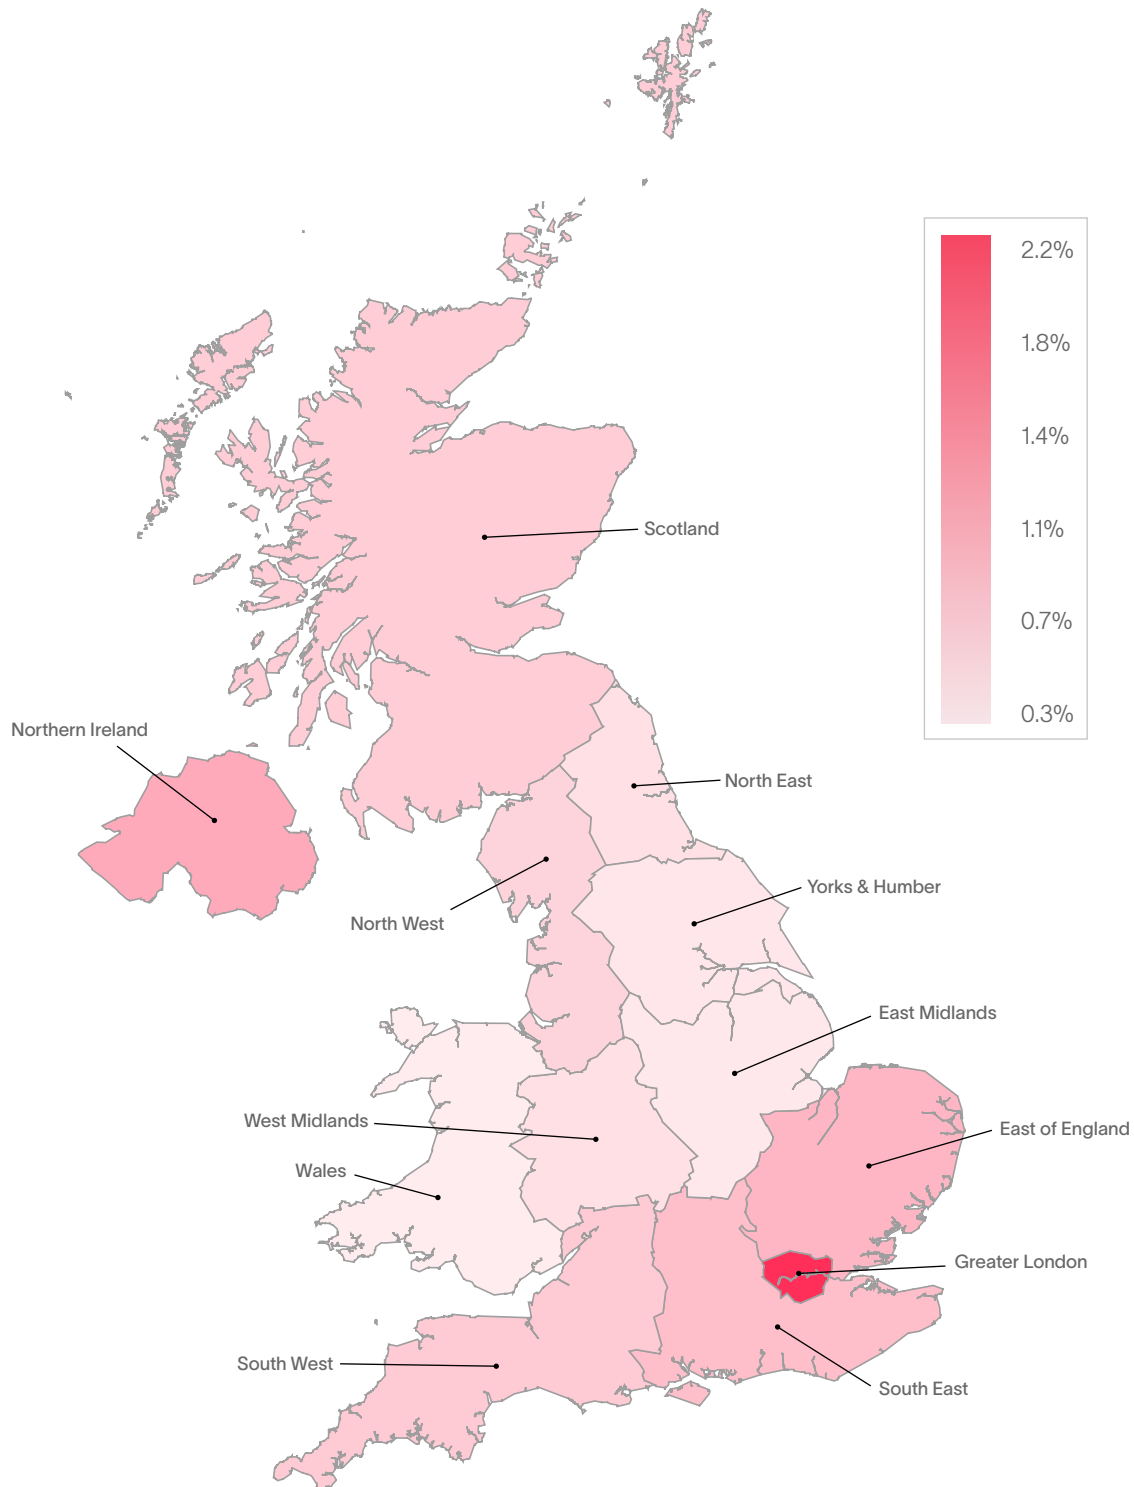 2.2%
1.8%
1.4%
1.1%
0.7%
0.3%
Scotland
Northern Ireland
North East
Yorks & Humber
North West
East Midlands
West Midlands
East of England
Wales
Greater London
South West
South East